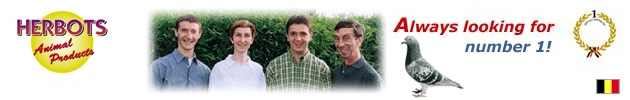 HERBOTS
Animal
Products
Always looking for
number 1!
1